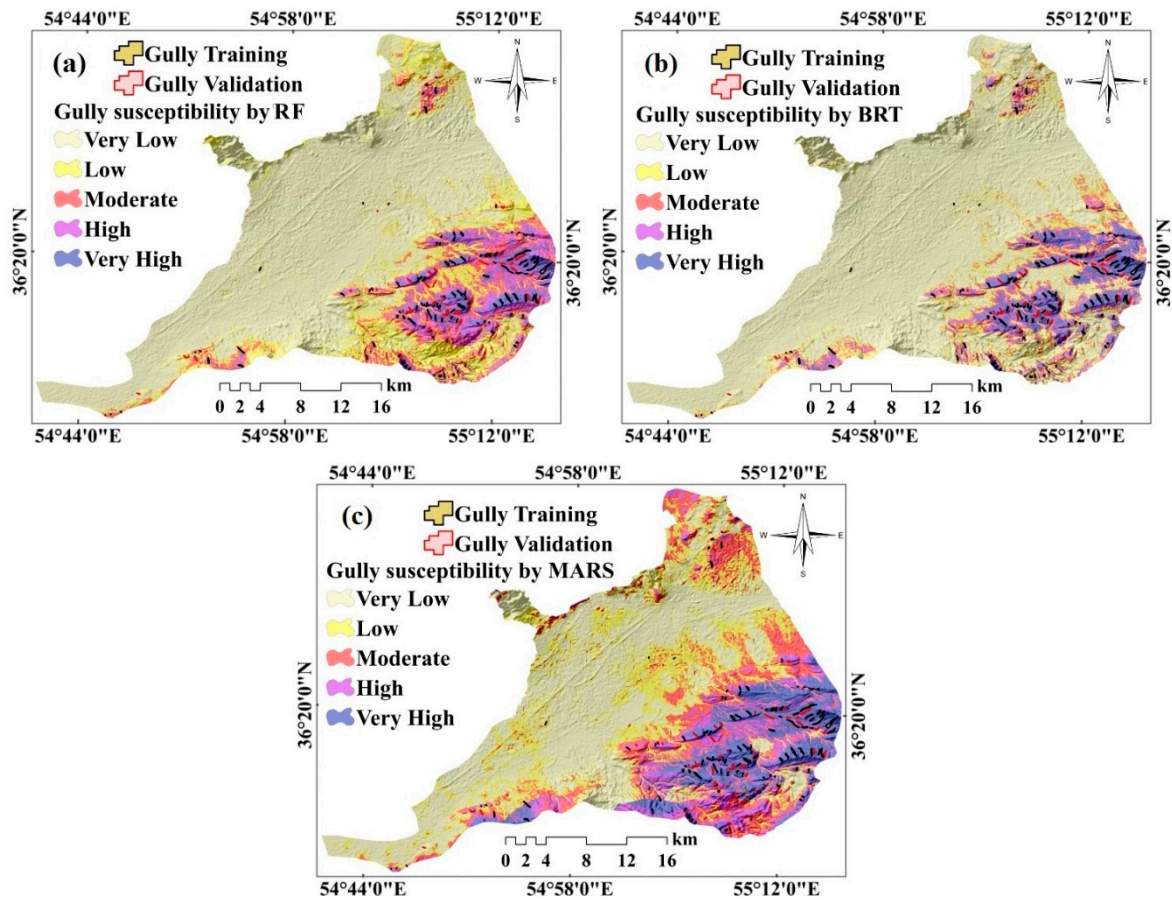 54°44'0"E 54°58'0"E 55°12'0"E
(a)
Gully Training
Gully Validation
Gully susceptibility by RF
Very Low
Low
Moderate
High
Very High
N
W E
S
36°20'0"N
36°20'0"N
km
0 2 4 8 12 16
54°44'0"E 54°58'0"E 55°12'0"E
54°44'0"E 54°58'0"E 55°12'0"E
(b)
Gully Training
Gully Validation
Gully susceptibility by BRT
Very Low
Low
Moderate
High
Very High
N
W E
S
36°20'0"N
36°20'0"N
km
0 2 4 8 12 16
54°44'0"E 54°58'0"E 55°12'0"E
54°44'0"E 54°58'0"E 55°12'0"E
(c)
Gully Training
Gully Validation
Gully susceptibility by MARS
Very Low
Low
Moderate
High
Very High
N
W E
S
36°20'0"N
36°20'0"N
km
0 2 4 8 12 16
54°44'0"E 54°58'0"E 55°12'0"E